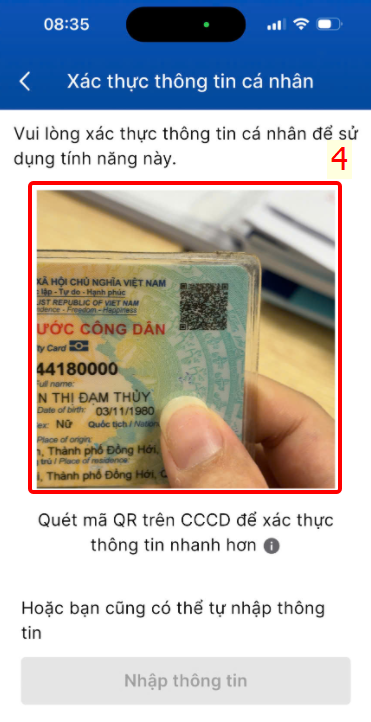 08:35
Xác thực thông tin cá nhân
Vui lòng xác thực thông tin cá nhân để sử
dụng tính năng này.
4
XÃ HỘI CHỦ NGHĨA VIỆT NAM
lập - Tự do - Hạnh phúc
IST REPUBLIC OF VIET NAM
dence - Freedom - Happiness
ƯỚC CÔNG DÂN
ty Card
44180000
Full name:
N THỊ ĐẠM THỦY
Date of birth: 03/11/1980
ex: Nữ Quốc tịch / Nation
Place of origin:
, Thành phố Đồng Hới,
trú / Place of residence:
, Thành phố Đồng Hới,
Quét mã QR trên CCCD để xác thực
thông tin nhanh hơn
Hoặc bạn cũng có thể tự nhập thông
tin
Nhập thông tin